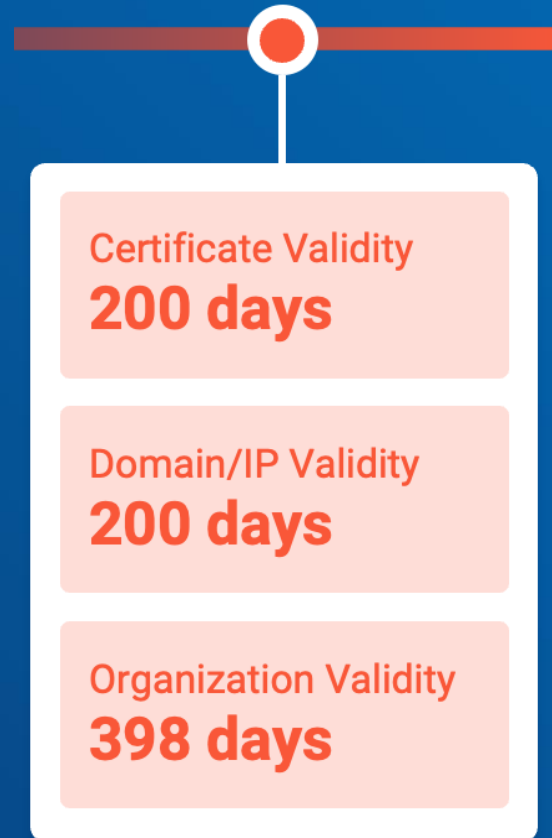 Certificate Validity
200 days
Domain/IP Validity
200 days
Organization Validity
398 days